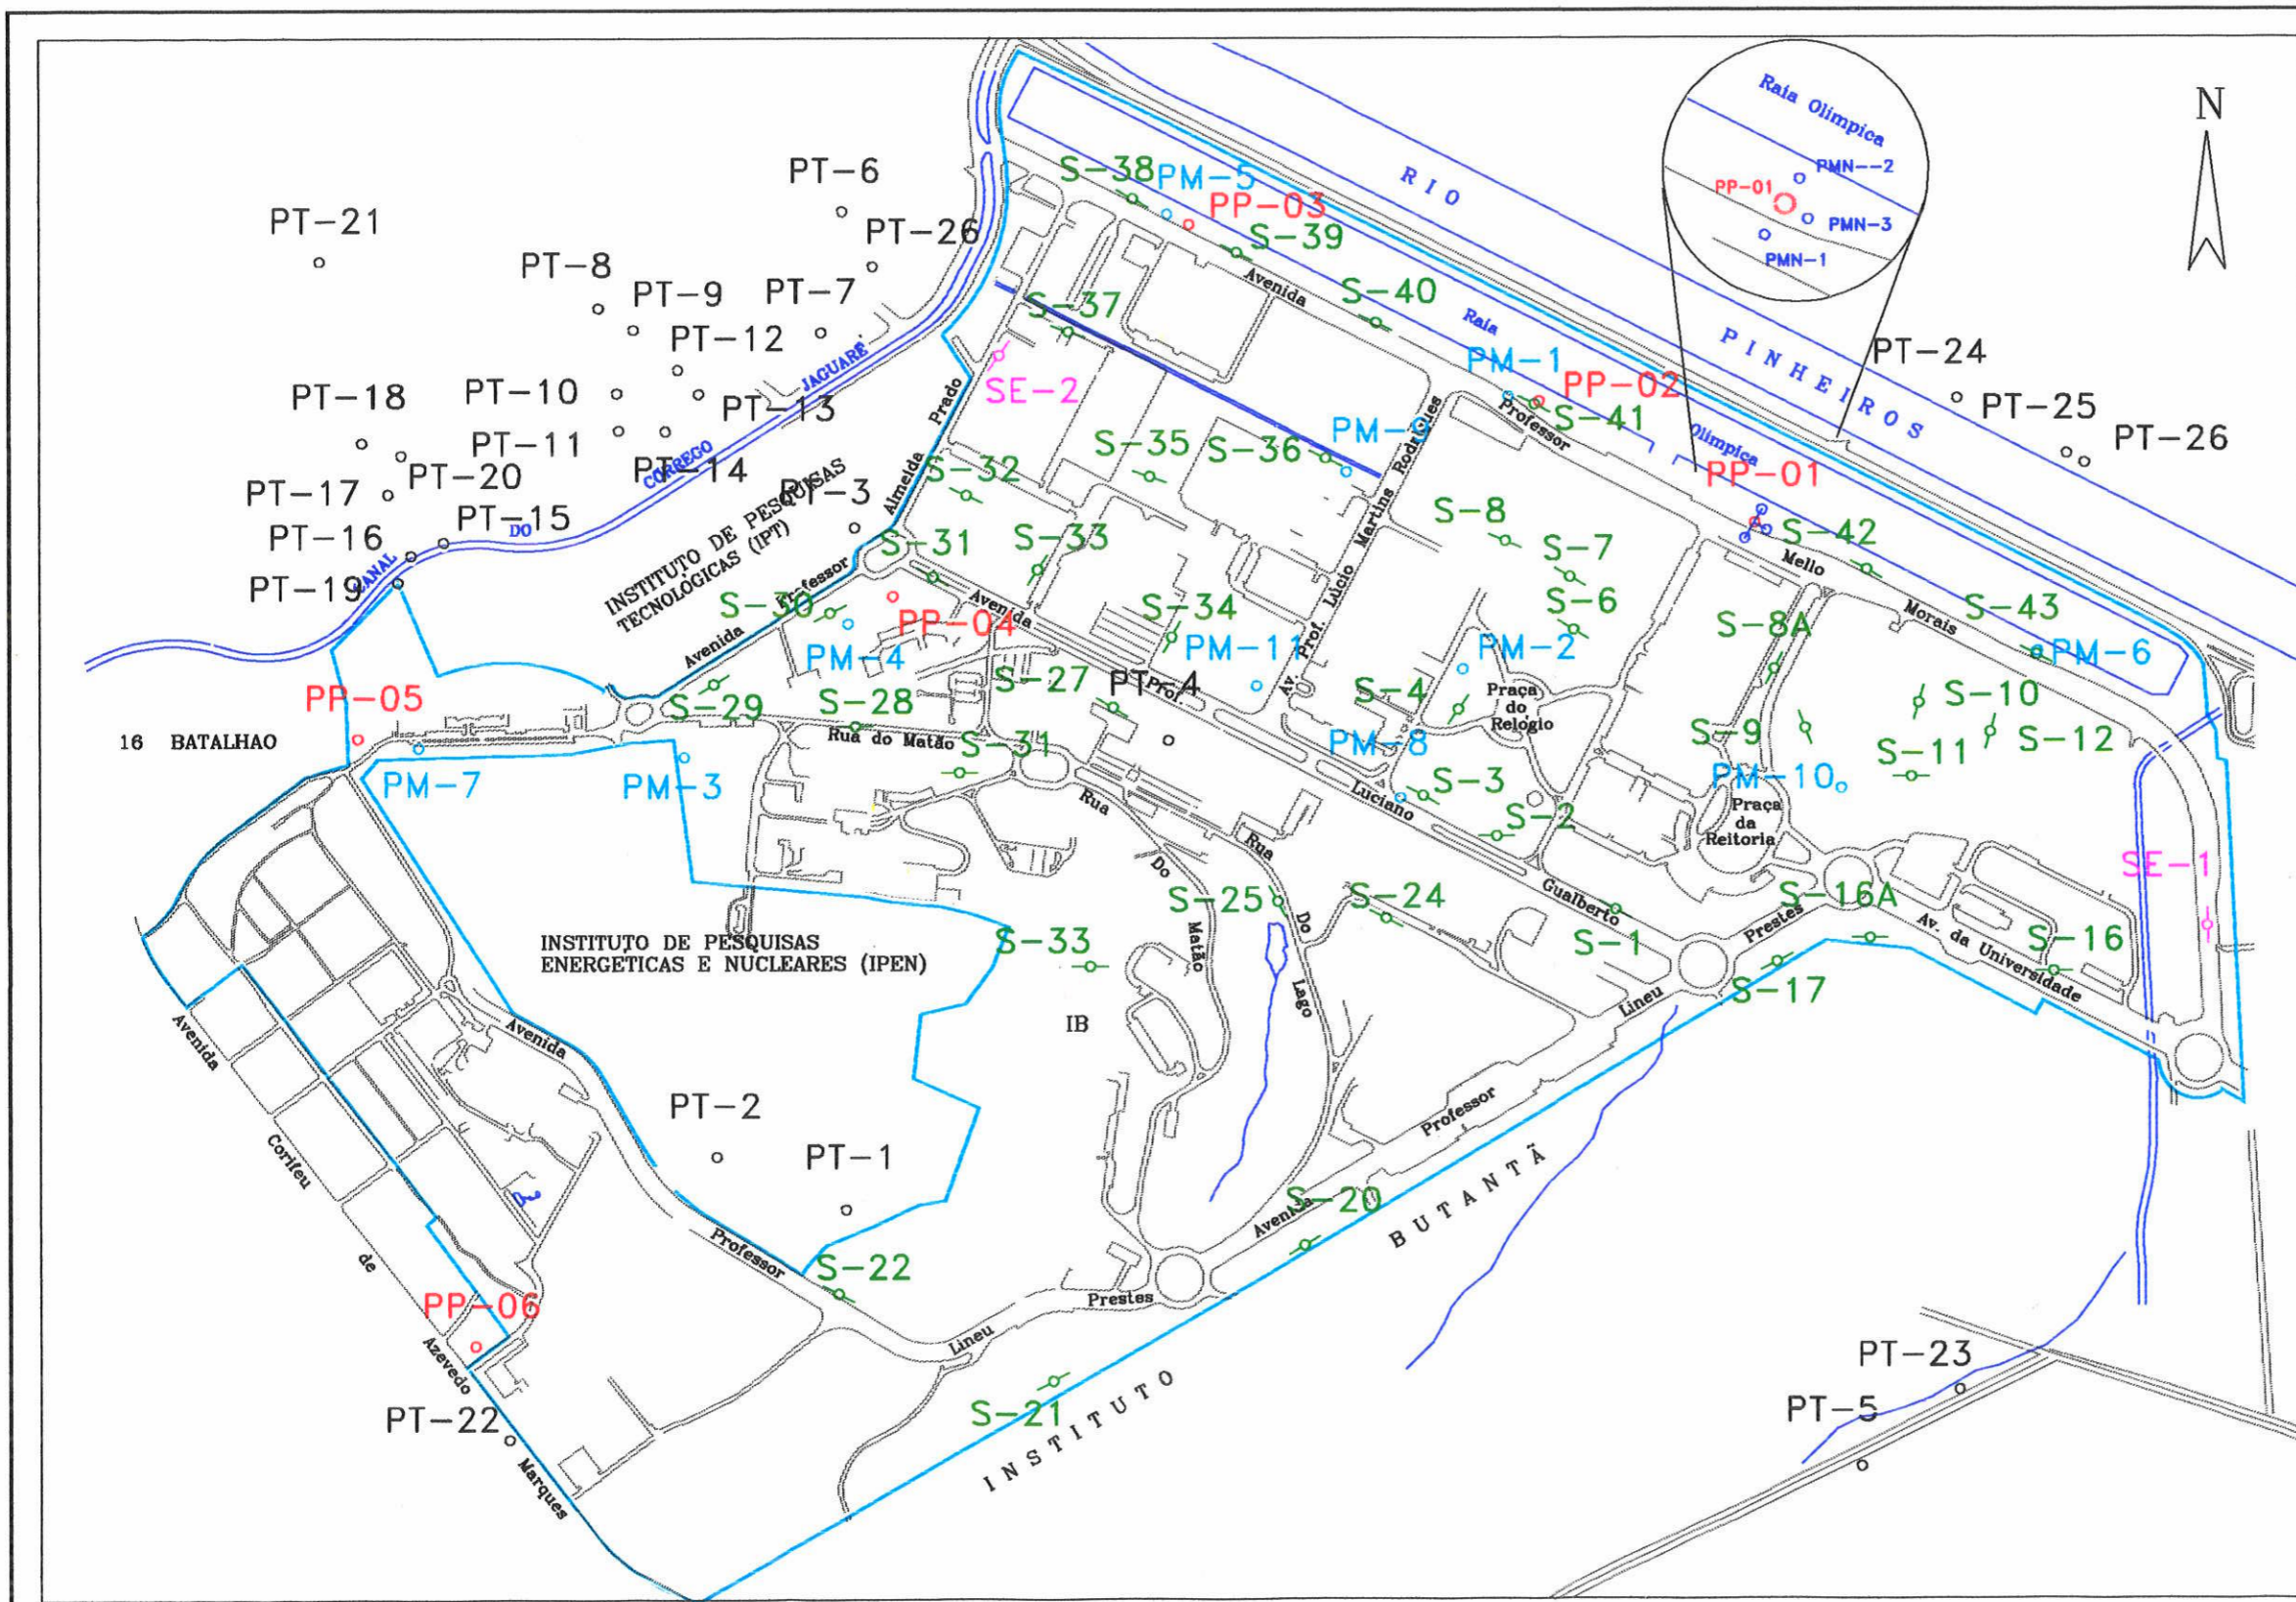 N
Raia Olimpica
PMN--2
PP-01
PMN-3
PMN-1
RIO
PINHEIROS
PT-6
PT-26
PT-21
PT-8
PT-9
PT-7
PT-12
PT-10
PT-13
PT-18
PT-11
PT-14
PT-20
PT-17
PT-15
PT-16
PT-19
PT-3
CANAL
DO
CORREGO
JAGUARÉ
S-38
PM-5
PP-03
S-39
Avenida
S-40
S-37
SE-2
Raia
Olimpica
PM-1
PP-02
S-41
Professor
PT-24
PT-25
PT-26
PP-01
S-42
Mello
Morais
S-43
PM-6
S-35
S-36
PM-9
S-32
S-31
S-33
S-34
PM-11
Av. Prof. Lúcio Martins Rodrigues
S-8
S-7
S-6
S-8A
PM-2
S-4
Praça
do
Relogio
S-9
S-10
S-11
S-12
PM-10
Praça
da
Reitoria
PM-8
S-3
S-2
INSTITUTO DE PESQUISAS
TECNOLÓGICAS (IPT)
Avenida
Professor
Almeida
Prado
S-30
PP-04
PM-4
S-29
S-28
S-27
PT-4
Avenida
Prof.
Luciano
Gualberto
Rua do Matão
S-31
Rua
Do
Matão
Rua
Do
Lago
PP-05
16 BATALHAO
PM-7
PM-3
S-25
S-24
S-1
S-16A
S-16
S-17
SE-1
Av. da Universidade
INSTITUTO DE PESQUISAS
ENERGETICAS E NUCLEARES (IPEN)
S-33
IB
Prestes
Lineu
Professor
Avenida
Avenida
PT-2
PT-1
S-20
S-22
Professor
Lineu
Prestes
Avenida
Corifeu
de
Azevedo
Marques
PP-06
PT-22
S-21
INSTITUTO
BUTANTÃ
PT-23
PT-5